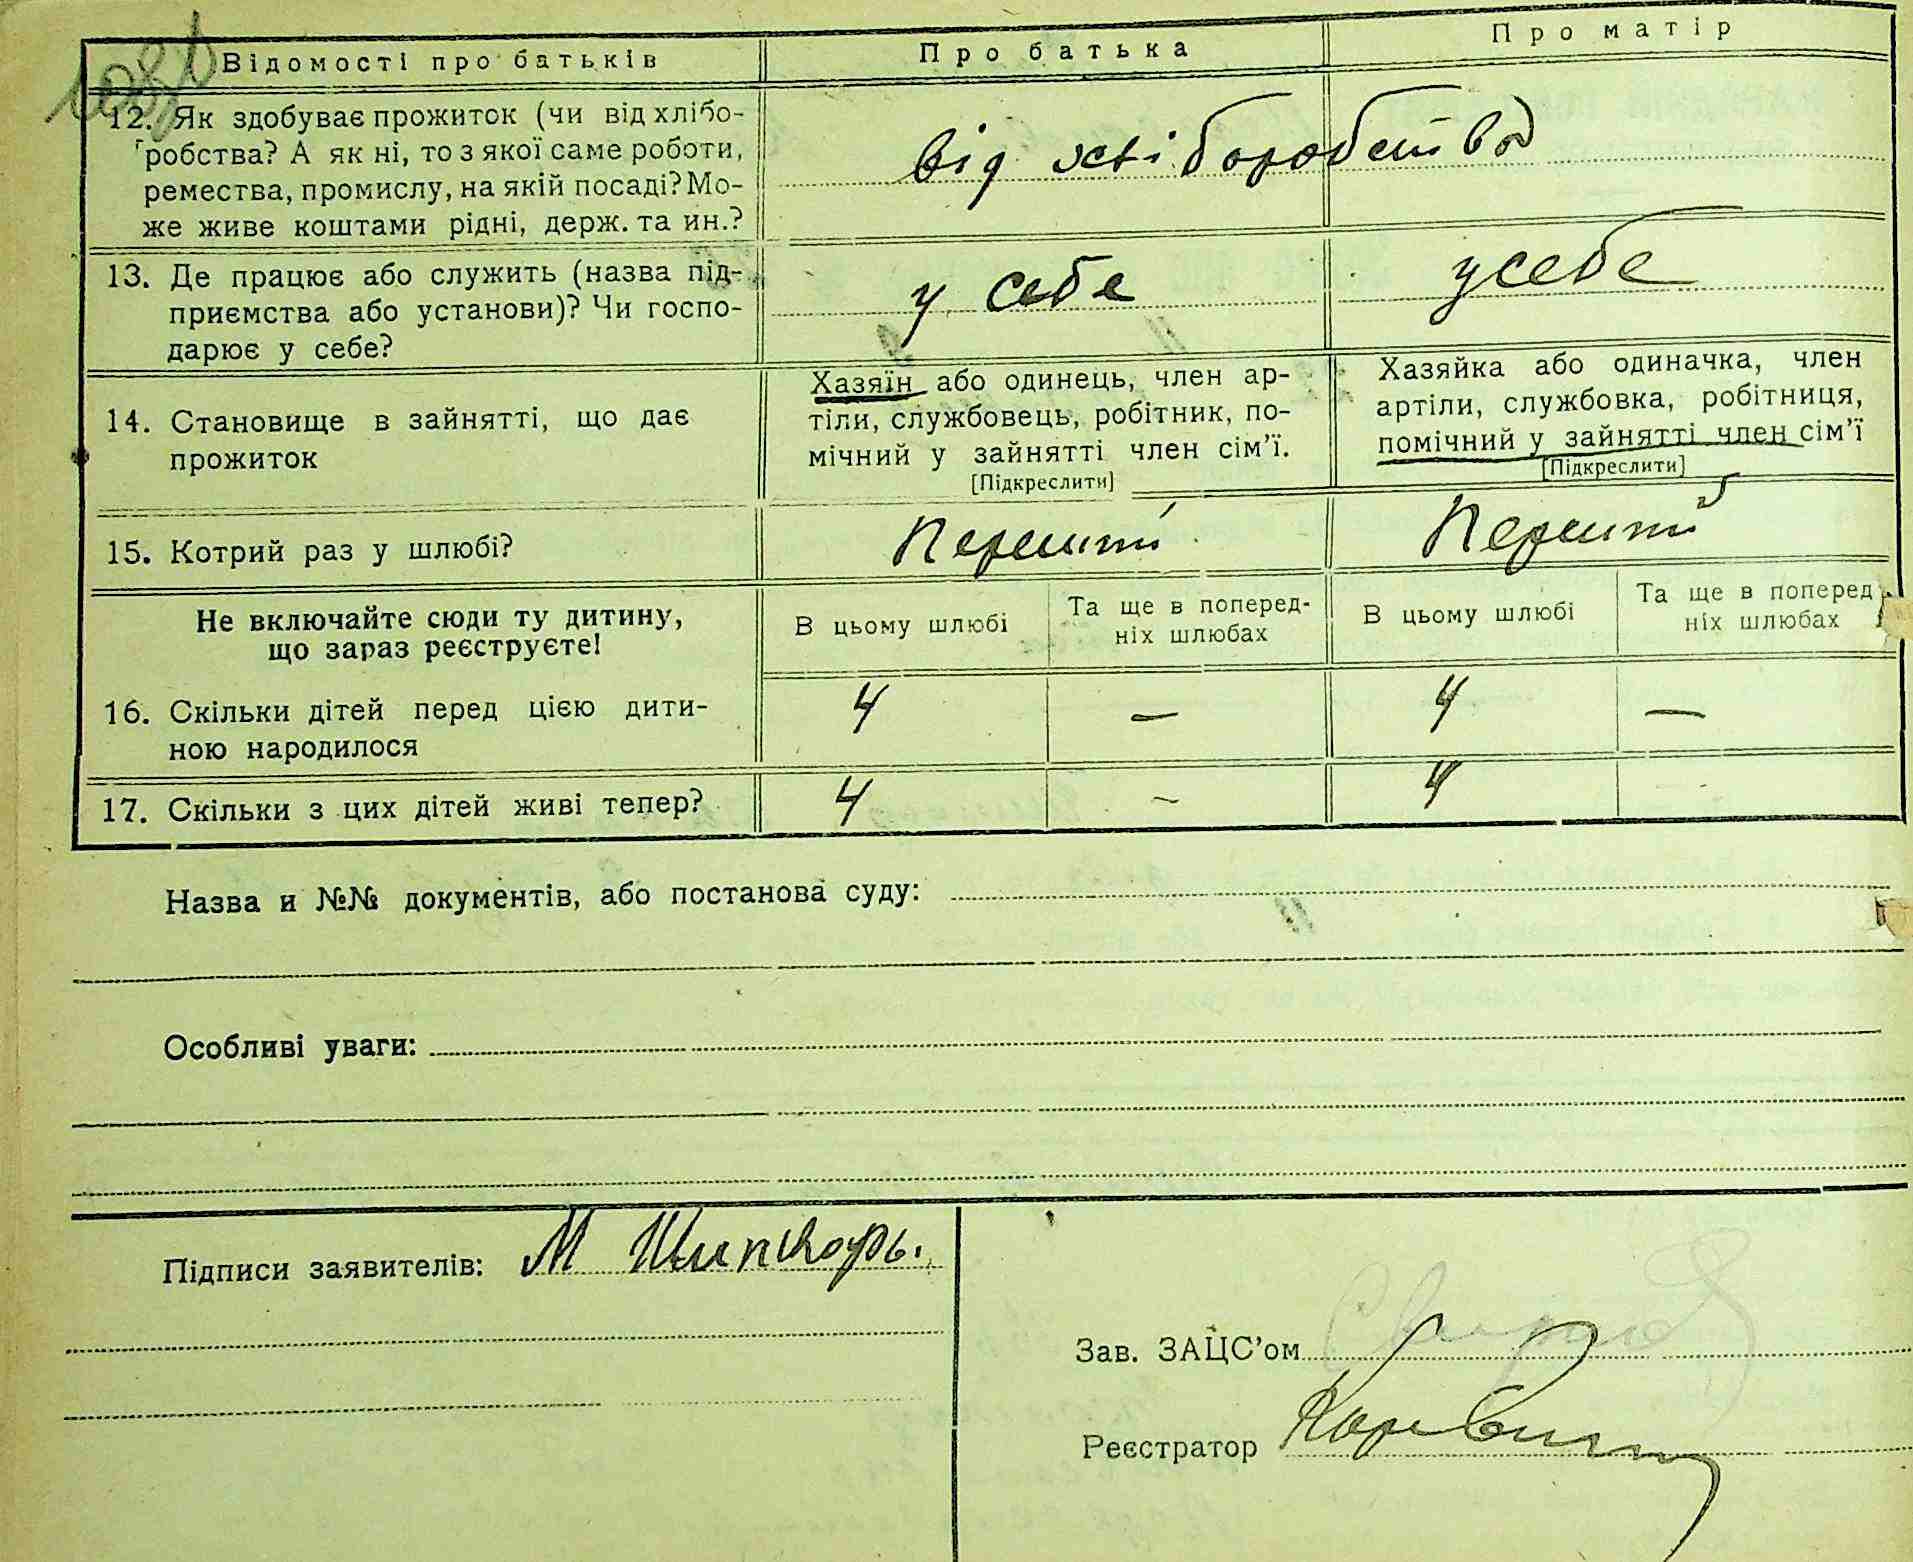 Відомості про батьків
Про батька
Про матір
12. Як здобуває прожиток (чи від хлібо-
робства? А як ні, то з якої саме роботи,
ремества, промислу, на якій посаді? Мо-
же живе коштами рідні, держ. та ин.?
від хліборобства
13. Де працює або служить (назва під-
приємства або установи)? Чи госпо-
дарює у себе?
у себе
у себе
14. Становище в зайнятті, що дає
прожиток
Хазяїн або одинець, член ар-
тіли, службовець, робітник, по-
мічний у зайнятті член сім'ї.
[Підкреслити]
Хазяйка або одиначка, член
артіли, службовка, робітниця,
помічний у зайнятті член сім'ї
[Підкреслити]
15. Котрий раз у шлюбі?
Перший
Перший
Не включайте сюди ту дитину,
що зараз реєструєте!
В цьому шлюбі
Та ще в поперед-
ніх шлюбах
В цьому шлюбі
Та ще в поперед-
ніх шлюбах
16. Скільки дітей перед цією дити-
ною народилося
4
—
4
—
17. Скільки з цих дітей живі тепер?
4
-
4
Назва и №№ документів, або постанова суду:
Особливі уваги:
Підписи заявителів: М
Зав. ЗАЦС'ом
Реєстратор